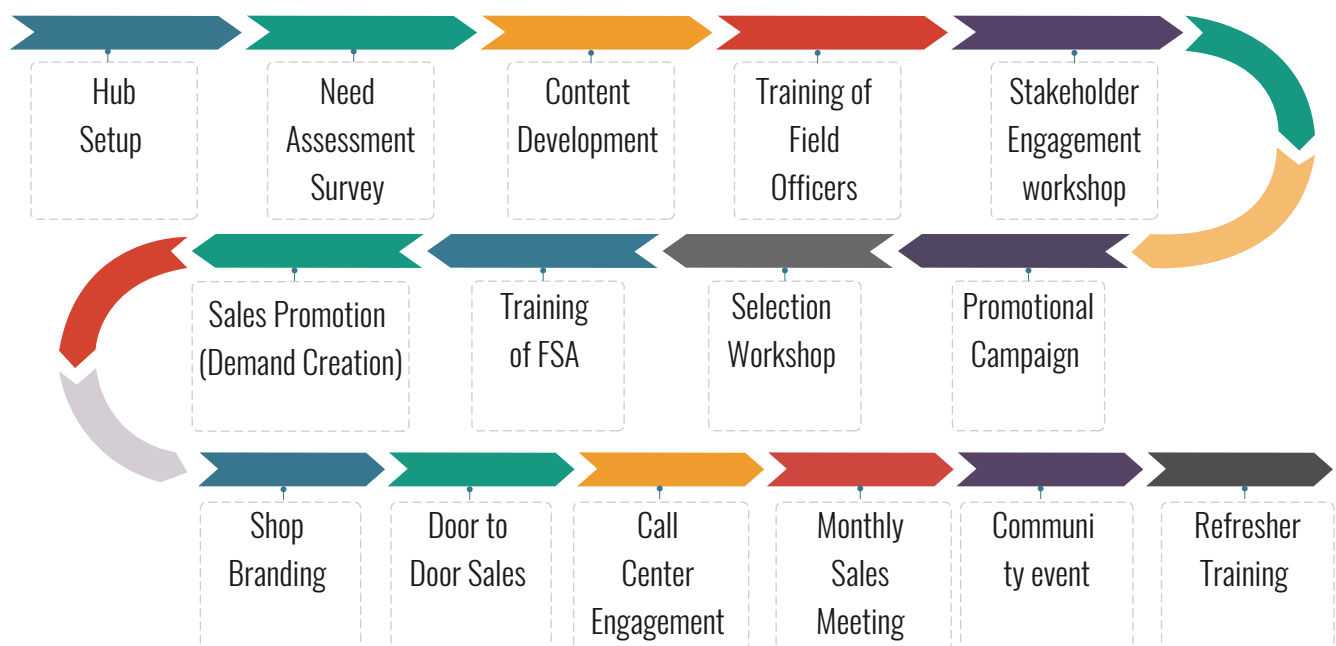 Hub
Setup
Need
Assessment
Survey
Content
Development
Training of
Field
Officers
Stakeholder
Engagement
workshop
Promotional
Campaign
Selection
Workshop
Training
of FSA
Sales Promotion
(Demand Creation)
Shop
Branding
Door to
Door Sales
Call
Center
Engagement
Monthly
Sales
Meeting
Communi
ty event
Refresher
Training